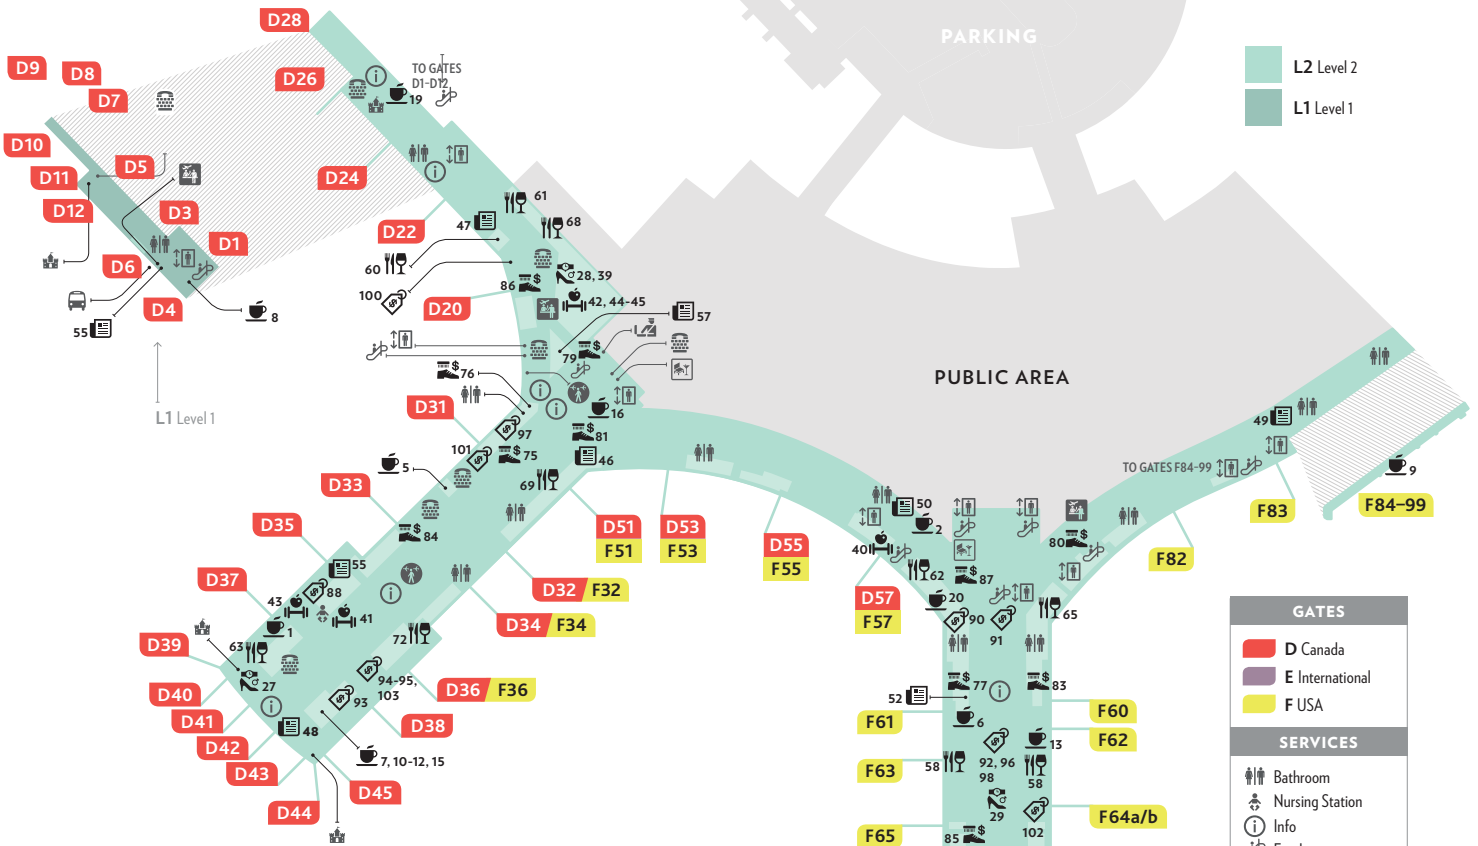 D28
PARKING
D9
D8
D7
D26
TO GATES
D1-D12
19
L2 Level 2
L1 Level 1
D10
D11
D5
D12
D3
D1
D24
61
47
68
D22
60
D6
100
28, 39
86
D4
55
8
D20
42, 44-45
57
L1 Level 1
79
76
PUBLIC AREA
D31
16
97
81
101
75
46
49
5
TO GATES F84-99
9
D33
69
D35
84
D51
F51
D53
F53
D55
F55
50
2
40
80
F83
F84–99
F82
55
D37
88
43
41
1
D32 / F32
D34 / F34
62
87
20
D57
F57
90
91
65
63
72
D39
27
94-95,
103
D36 / F36
D40
93
D41
D38
48
D42
7, 10-12, 15
D43
D45
D44
77
83
52
F61
F60
6
13
F62
58
F63
92, 96
98
58
29
F64a/b
102
F65
85
GATES
D Canada
E International
F USA
SERVICES
Bathroom
Nursing Station
Info